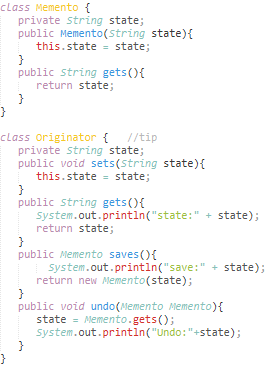 class Memento {
private String state;
public Memento(String state){
this.state = state;
}
public String gets(){
return state;
}
}
class Originator {   //tip
private String state;
public void sets(String state){
this.state = state;
}
public String gets(){
System.out.println("state:" + state);
return state;
}
public Memento saves(){
System.out.println("save:" + state);
return new Memento(state);
}
public void undo(Memento Memento){
state = Memento.gets();
System.out.println("Undo:"+state);
}
}